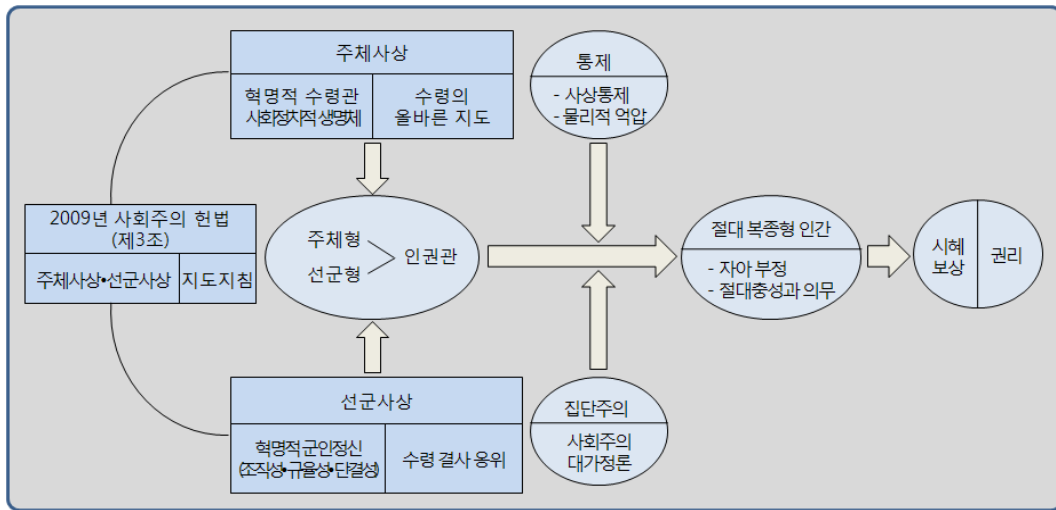 주체사상
혁명적 수령관
사회정치적 생명체
수령의
올바른 지도
통제
- 사상통제
- 물리적 억압
2009년 사회주의 헌법
(제3조)
주체사상•선군사상
지도지침
주체형
선군형
인권관
절대 복종형 인간
- 자아 부정
- 절대충성과 의무
시혜
보상
권리
선군사상
혁명적 군인정신
(조직성•규율성•단결성)
수령 결사 옹위
집단주의
사회주의
대가정론